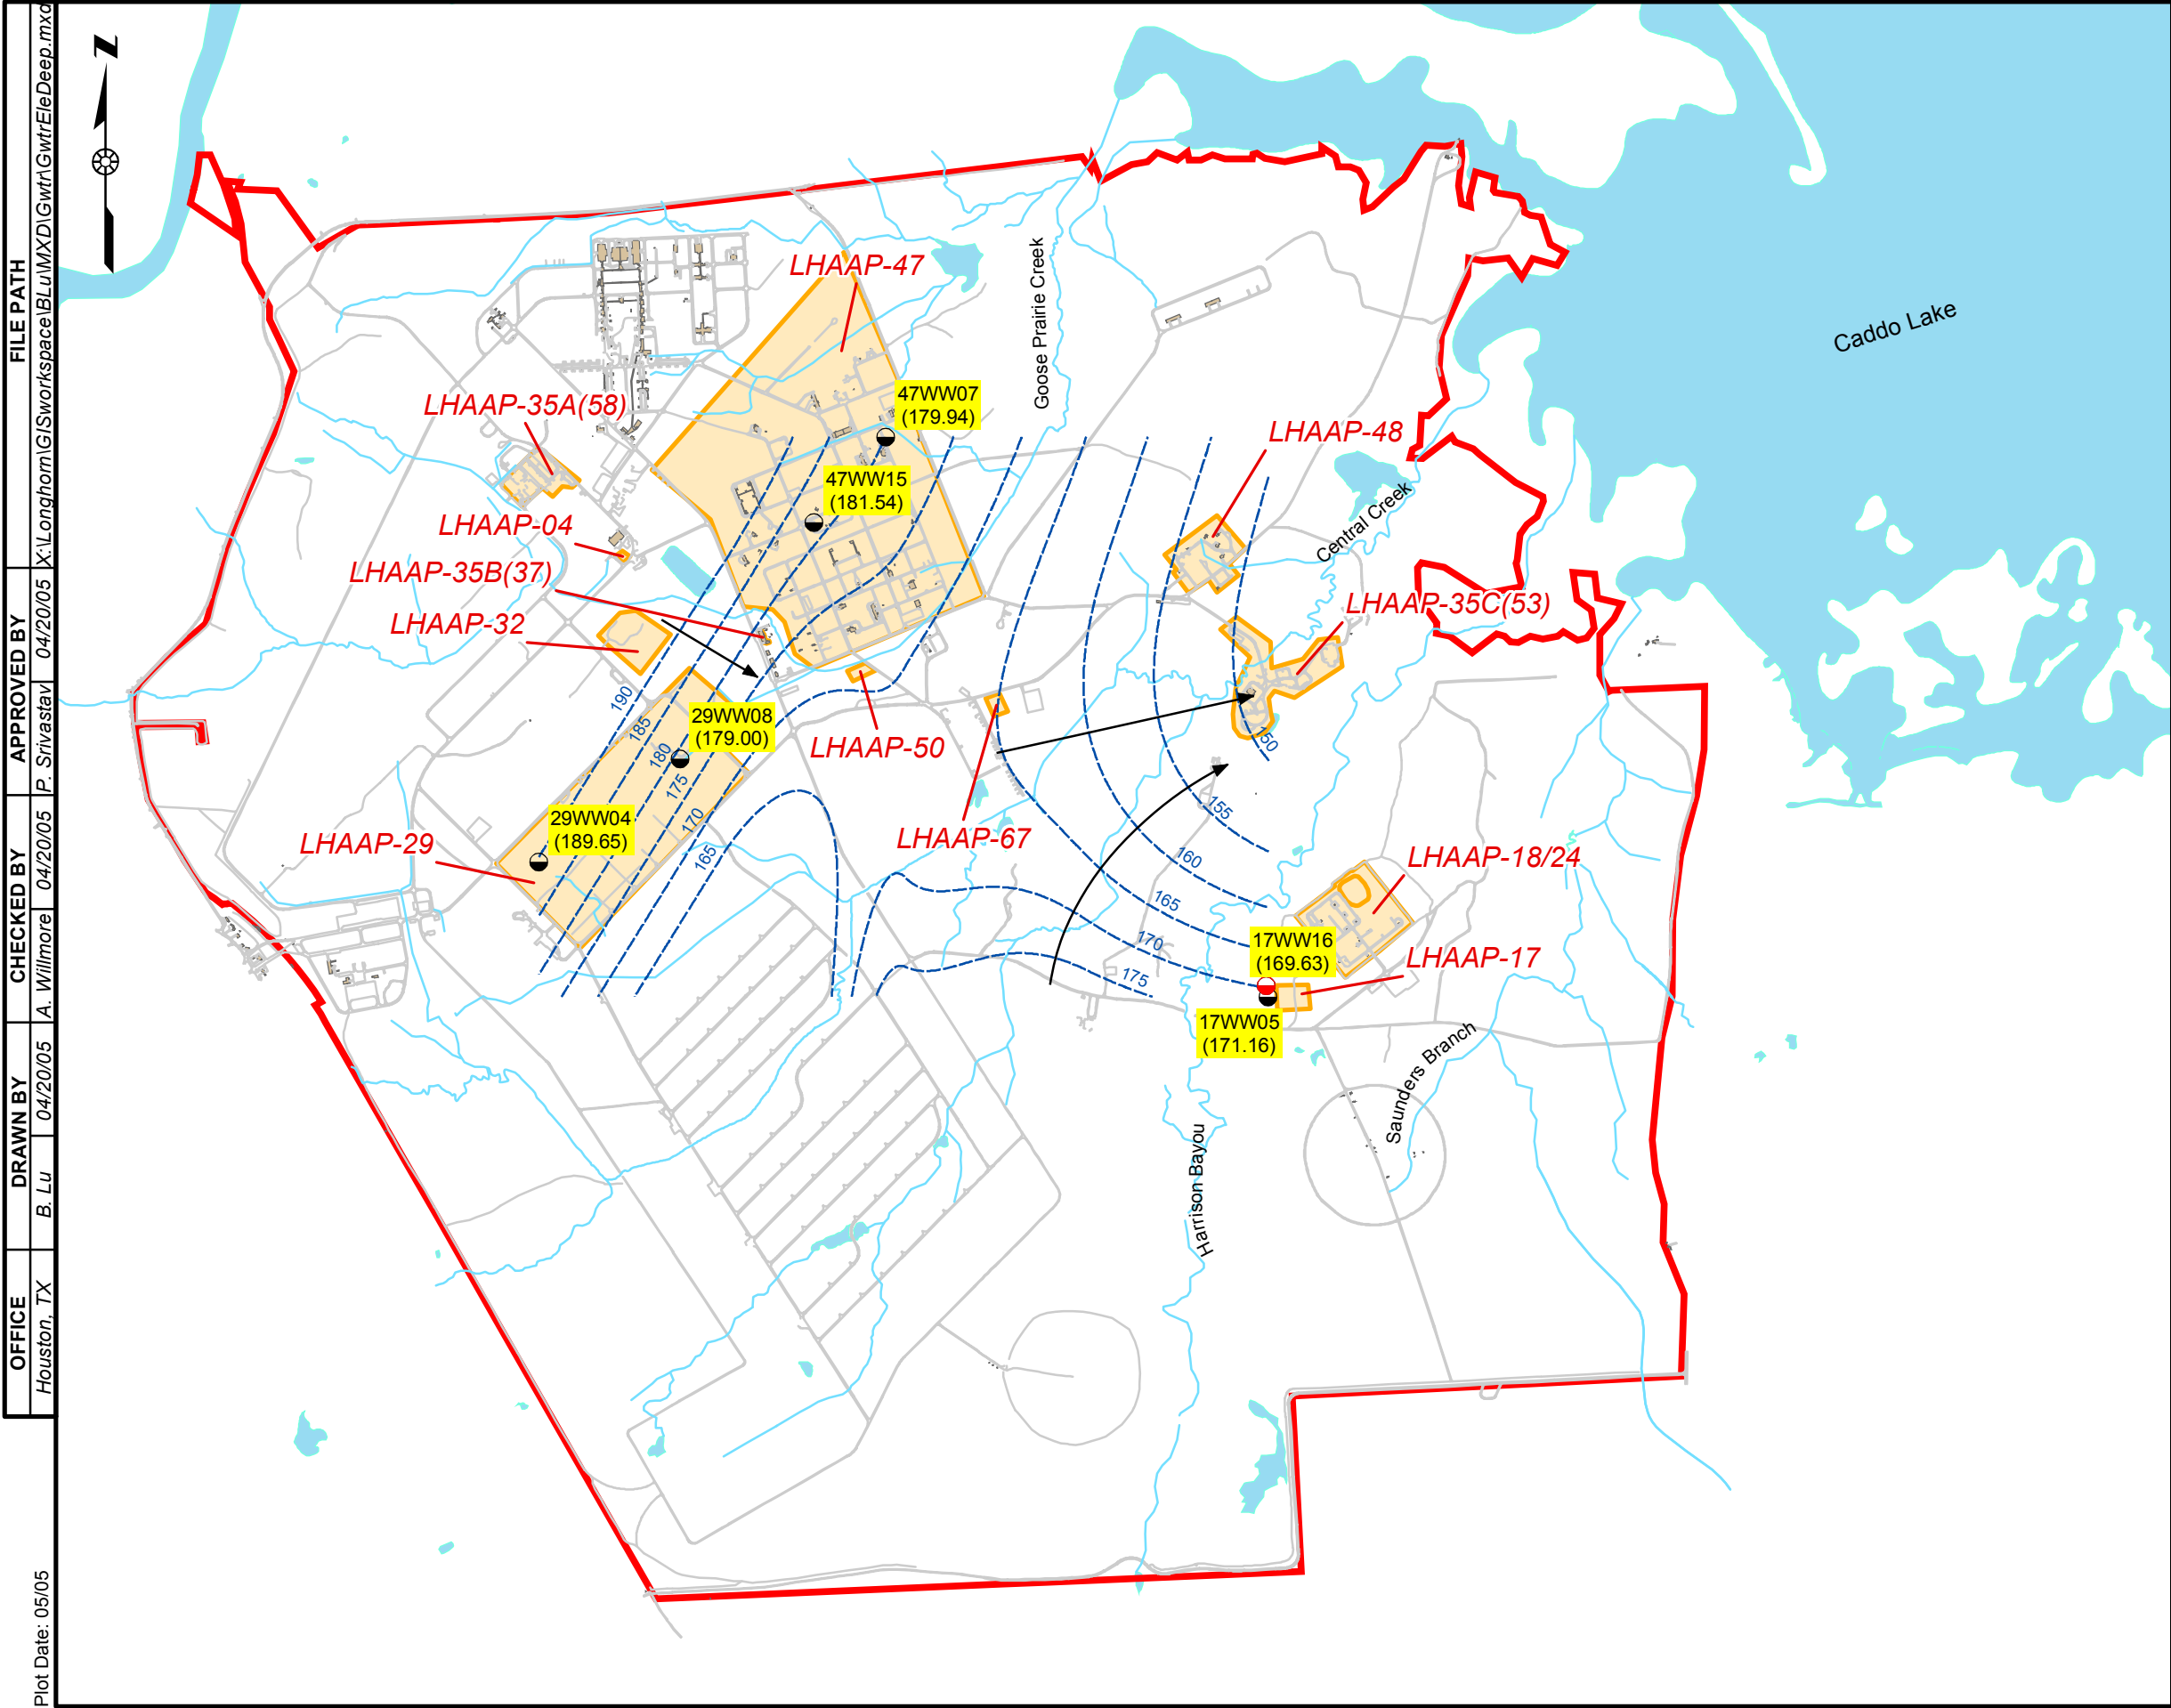 FILE PATH
X:\Longhorn\GISworkspace\BLu\MXD\Gwtr\GwtrEleDeep.mxd
APPROVED BY
P. Srivastav
04/20/05
CHECKED BY
A. Willmore
04/20/05
DRAWN BY
B. Lu
04/20/05
OFFICE
Houston, TX
Plot Date: 05/05
N
LHAAP-47
Goose Prairie Creek
Caddo Lake
LHAAP-35A(58)
47WW07
(179.94)
LHAAP-48
47WW15
(181.54)
LHAAP-04
Central Creek
LHAAP-35B(37)
LHAAP-35C(53)
LHAAP-32
190
185
180
175
170
165
29WW08
(179.00)
LHAAP-50
150
155
160
165
170
175
29WW04
(189.65)
LHAAP-29
LHAAP-67
LHAAP-18/24
17WW16
(169.63)
LHAAP-17
17WW05
(171.16)
Saunders Branch
Harrison Bayou